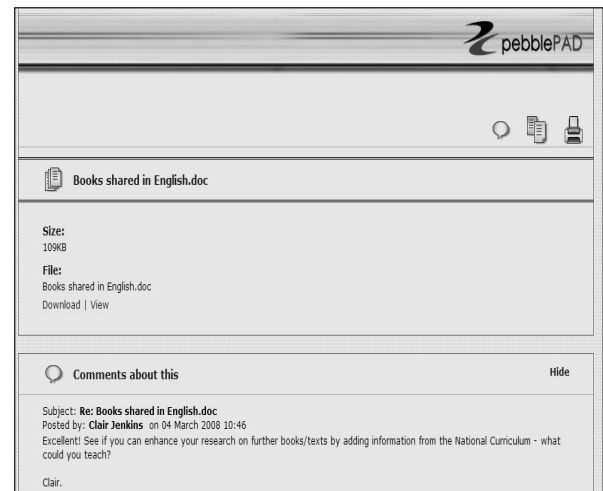 pebblePAD
Books shared in English.doc
Size:
109KB
File:
Books shared in English.doc
Download | View
Comments about this
Hide
Subject: Re: Books shared in English.doc
Posted by: Clair Jenkins on 04 March 2008 10:46
Excellent! See if you can enhance your research on further books/texts by adding information from the National Curriculum - what
could you teach?
Clair.